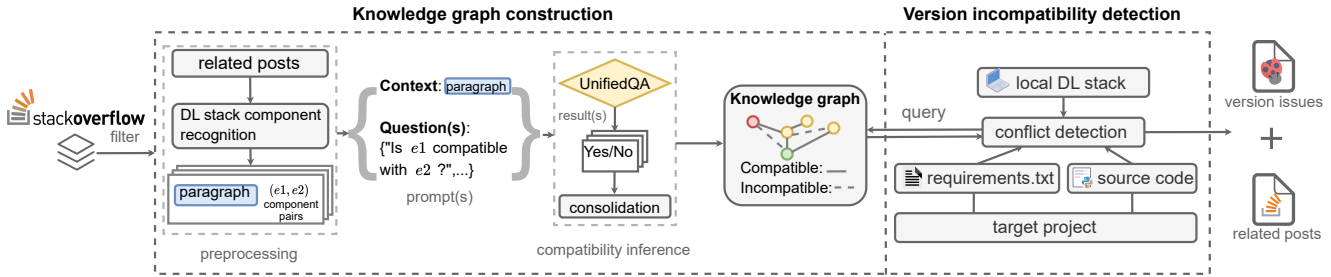 Knowledge graph construction
Version incompatibility detection
stackoverflow
filter
related posts
DL stack component
recognition
paragraph
(e1,e2)
component
pairs
preprocessing
Context: paragraph
Question(s):
{"Is e1 compatible
with e2 ?",...}
prompt(s)
UnifiedQA
result(s)
Yes/No
consolidation
compatibility inference
Knowledge graph
Compatible:
Incompatible:
query
local DL stack
conflict detection
requirements.txt
source code
target project
version issues
+
related posts